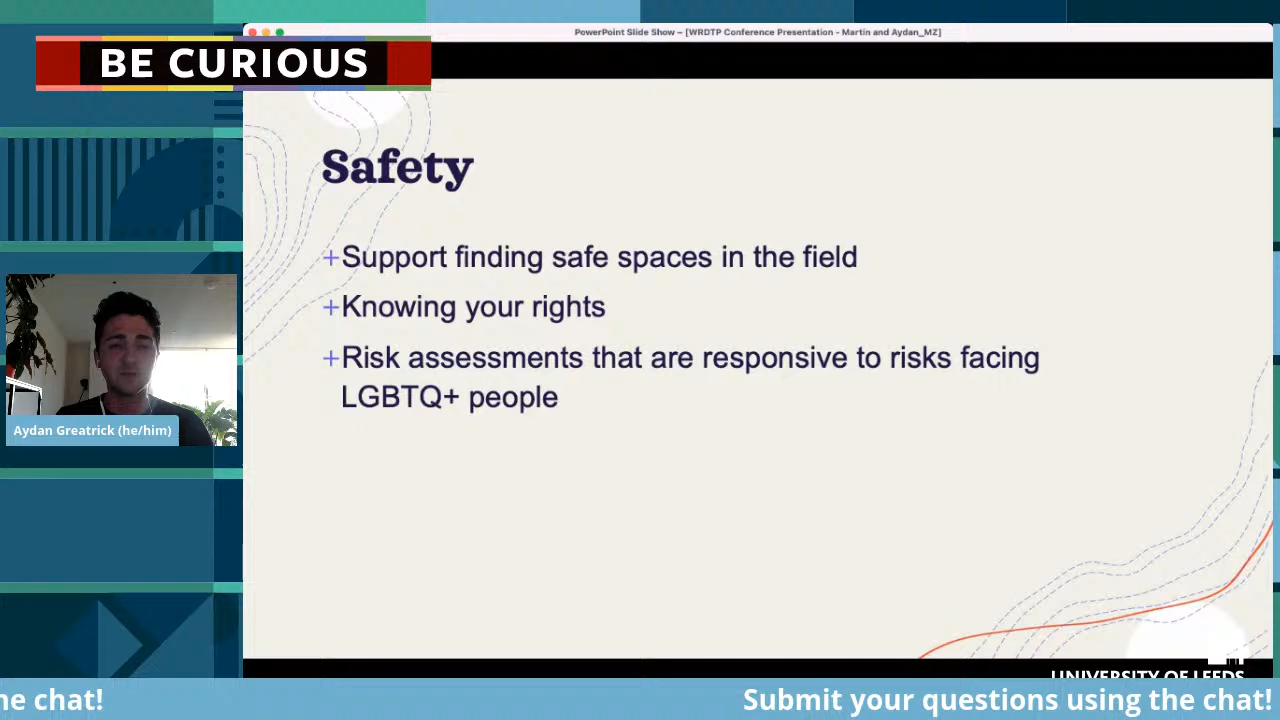 PowerPoint Slide Show – [WRDTP Conference Presentation - Martin and Aydan_MZ]
BE CURIOUS
Safety
+Support finding safe spaces in the field
+Knowing your rights
+Risk assessments that are responsive to risks facing
LGBTQ+ people
Aydan Greatrick (he/him)
UNIVERSITY OF LEEDS
he chat!
Submit your questions using the chat!